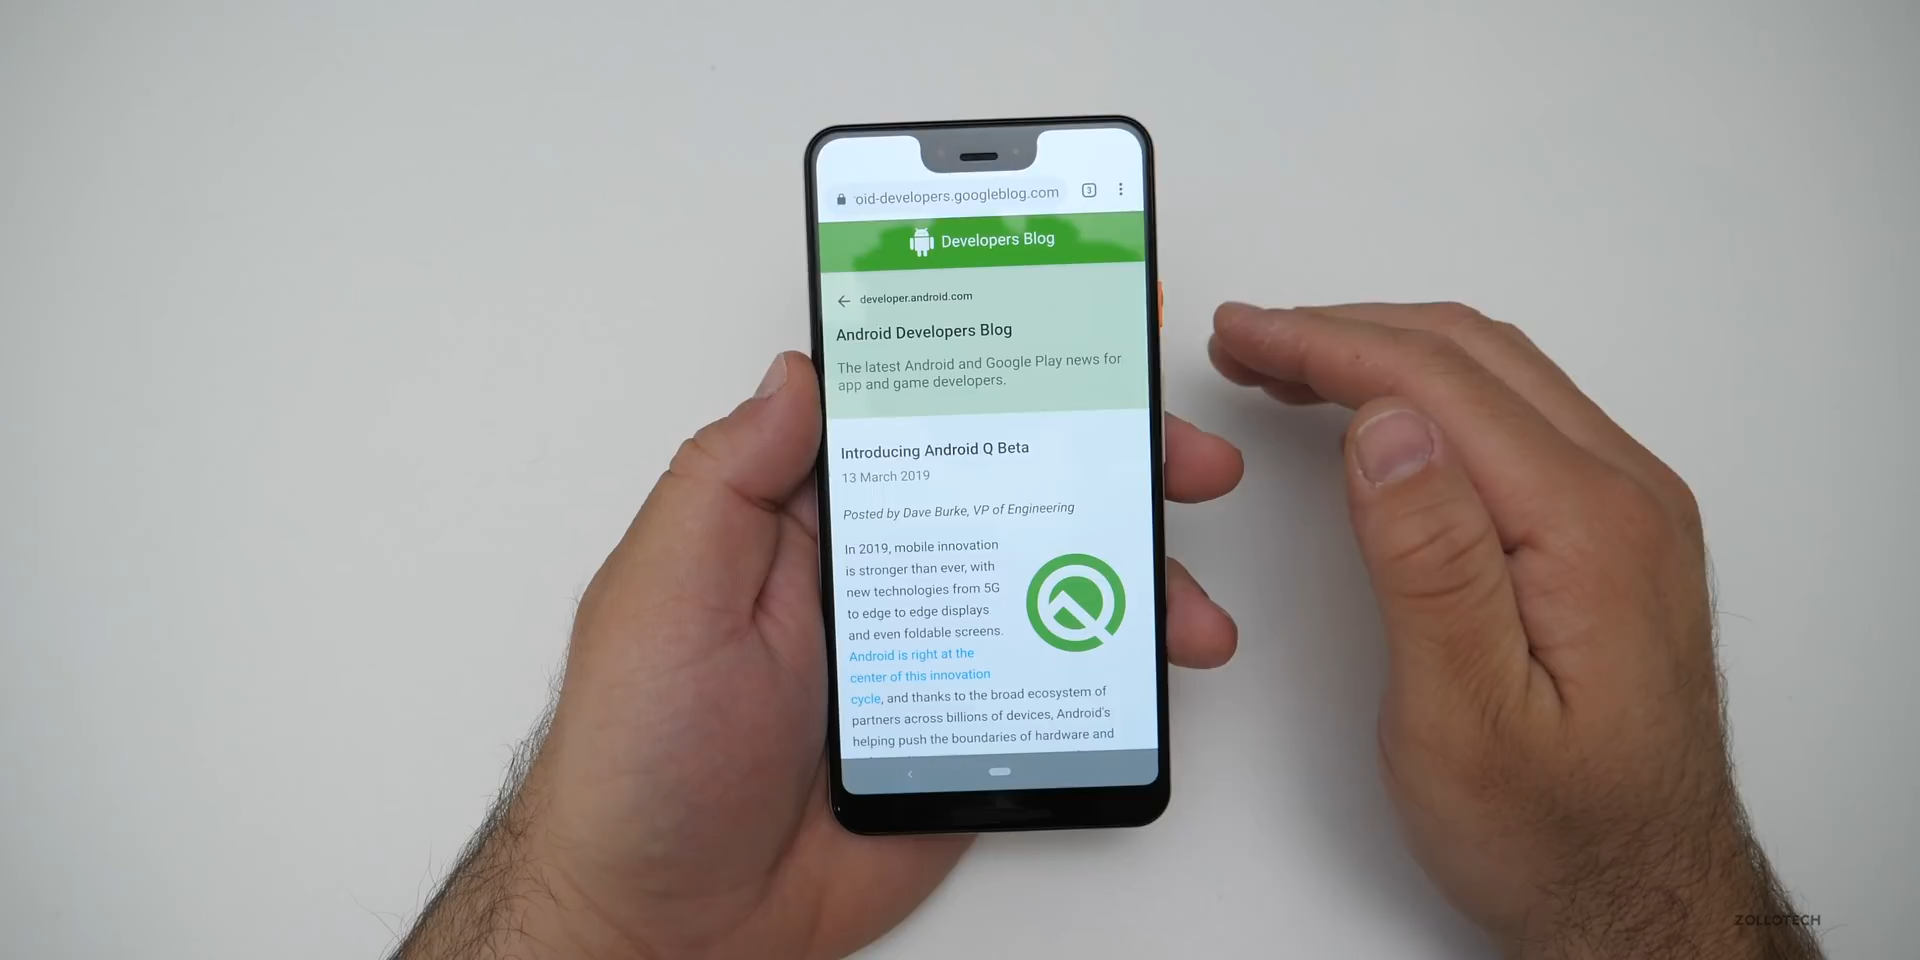 oid-developers.googleblog.com
3
Developers Blog
developer.android.com
Android Developers Blog
The latest Android and Google Play news for
app and game developers.
Introducing Android Q Beta
13 March 2019
Posted by Dave Burke, VP of Engineering
In 2019, mobile innovation
is stronger than ever, with
new technologies from 5G
to edge to edge displays
and even foldable screens.
Android is right at the
center of this innovation
cycle, and thanks to the broad ecosystem of
partners across billions of devices, Android's
helping push the boundaries of hardware and
ZOLLOTECH